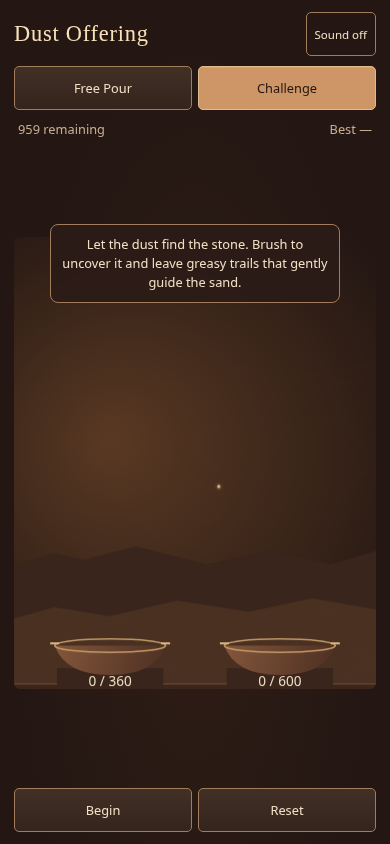 Dust Offering
Sound off
Free Pour
Challenge
959 remaining
Best —
Let the dust find the stone. Brush to
uncover it and leave greasy trails that gently
guide the sand.
0 / 360
0 / 600
Begin
Reset